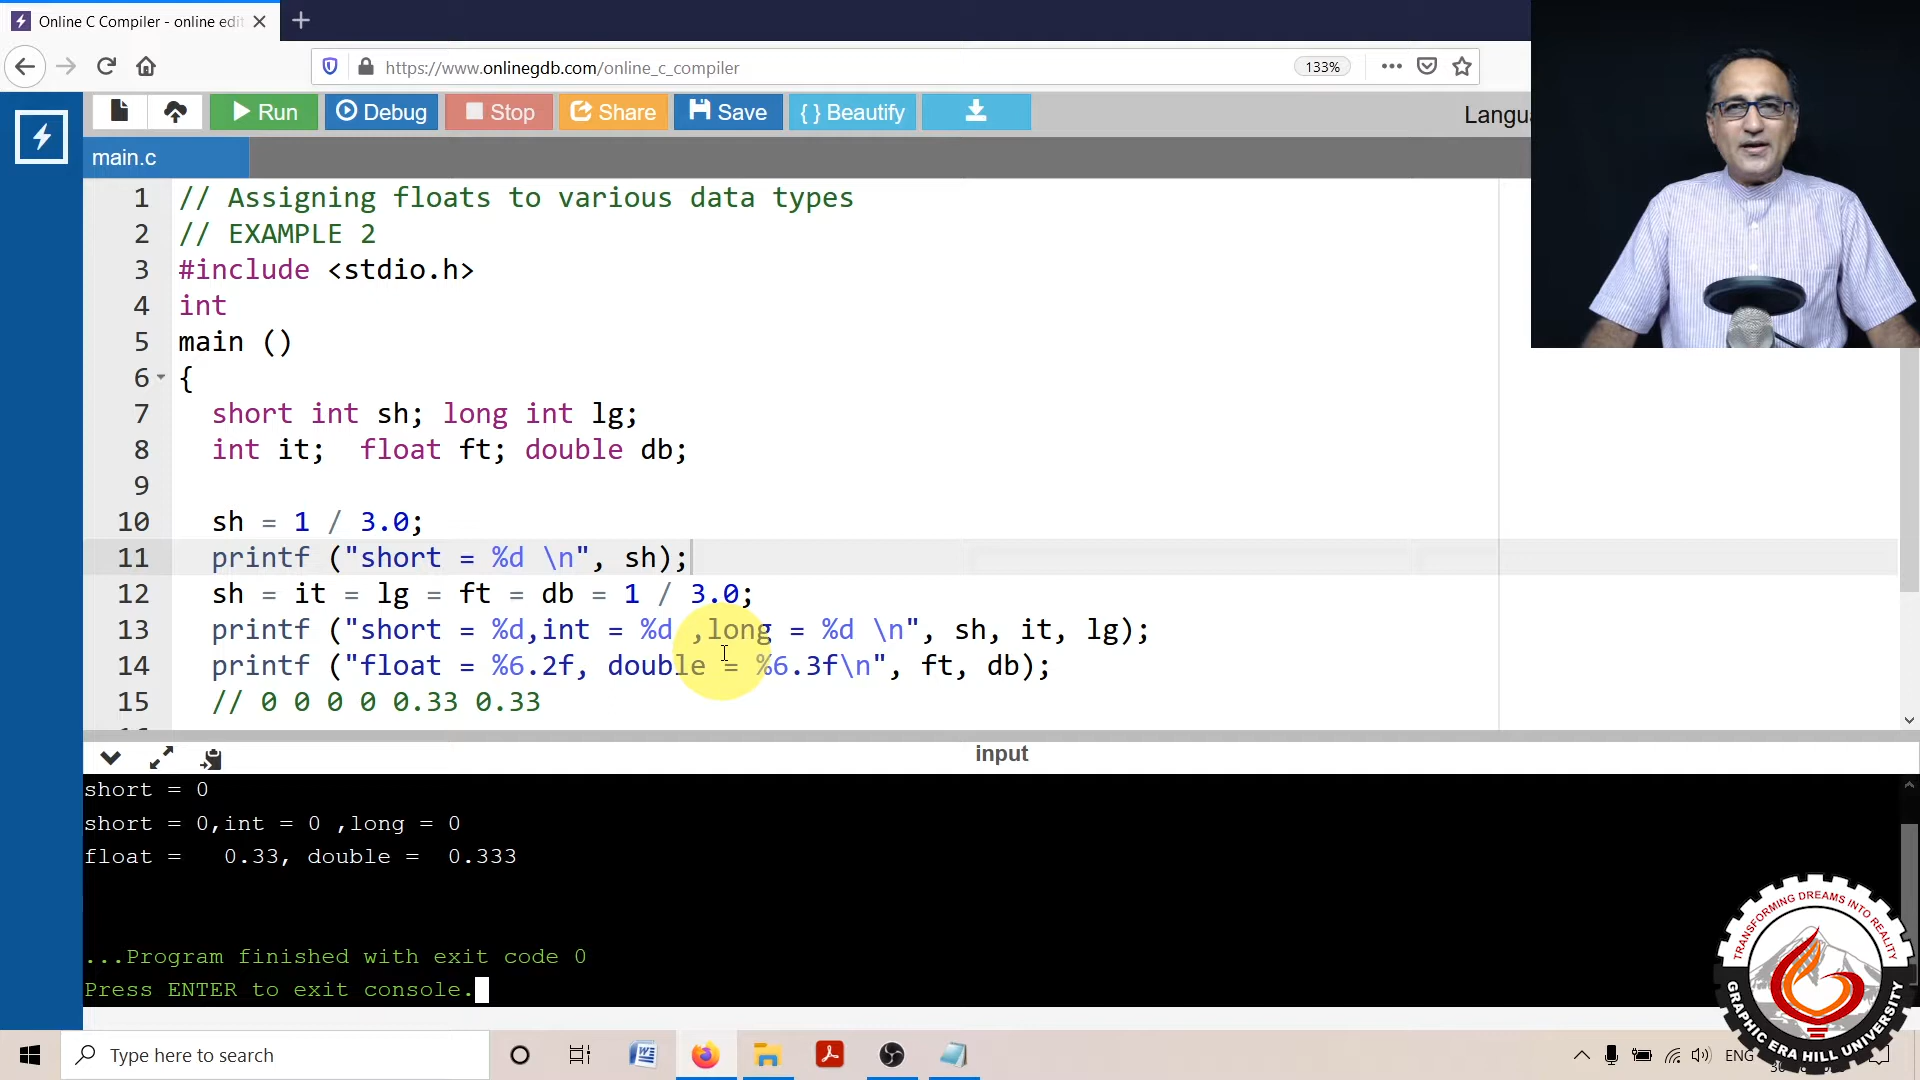 Online C Compiler - online edit
https://www.onlinegdb.com/online_c_compiler
133%
Run
Debug
Stop
Share
Save
{ } Beautify
Langu
main.c
1 // Assigning floats to various data types
2 // EXAMPLE 2
3 #include <stdio.h>
4 int
5 main ()
6 {
7 short int sh; long int lg;
8 int it;  float ft; double db;
9
10 sh = 1 / 3.0;
11 printf ("short = %d \n", sh);
12 sh = it = lg = ft = db = 1 / 3.0;
13 printf ("short = %d,int = %d ,long = %d \n", sh, it, lg);
14 printf ("float = %6.2f, double = %6.3f\n", ft, db);
15 // 0 0 0 0 0.33 0.33
input
short = 0
short = 0,int = 0 ,long = 0
float =   0.33, double =  0.333
...Program finished with exit code 0
Press ENTER to exit console.
TRANSFORMING DREAMS INTO REALITY
GRAPHIC ERA HILL UNIVERSITY
Type here to search
ENG